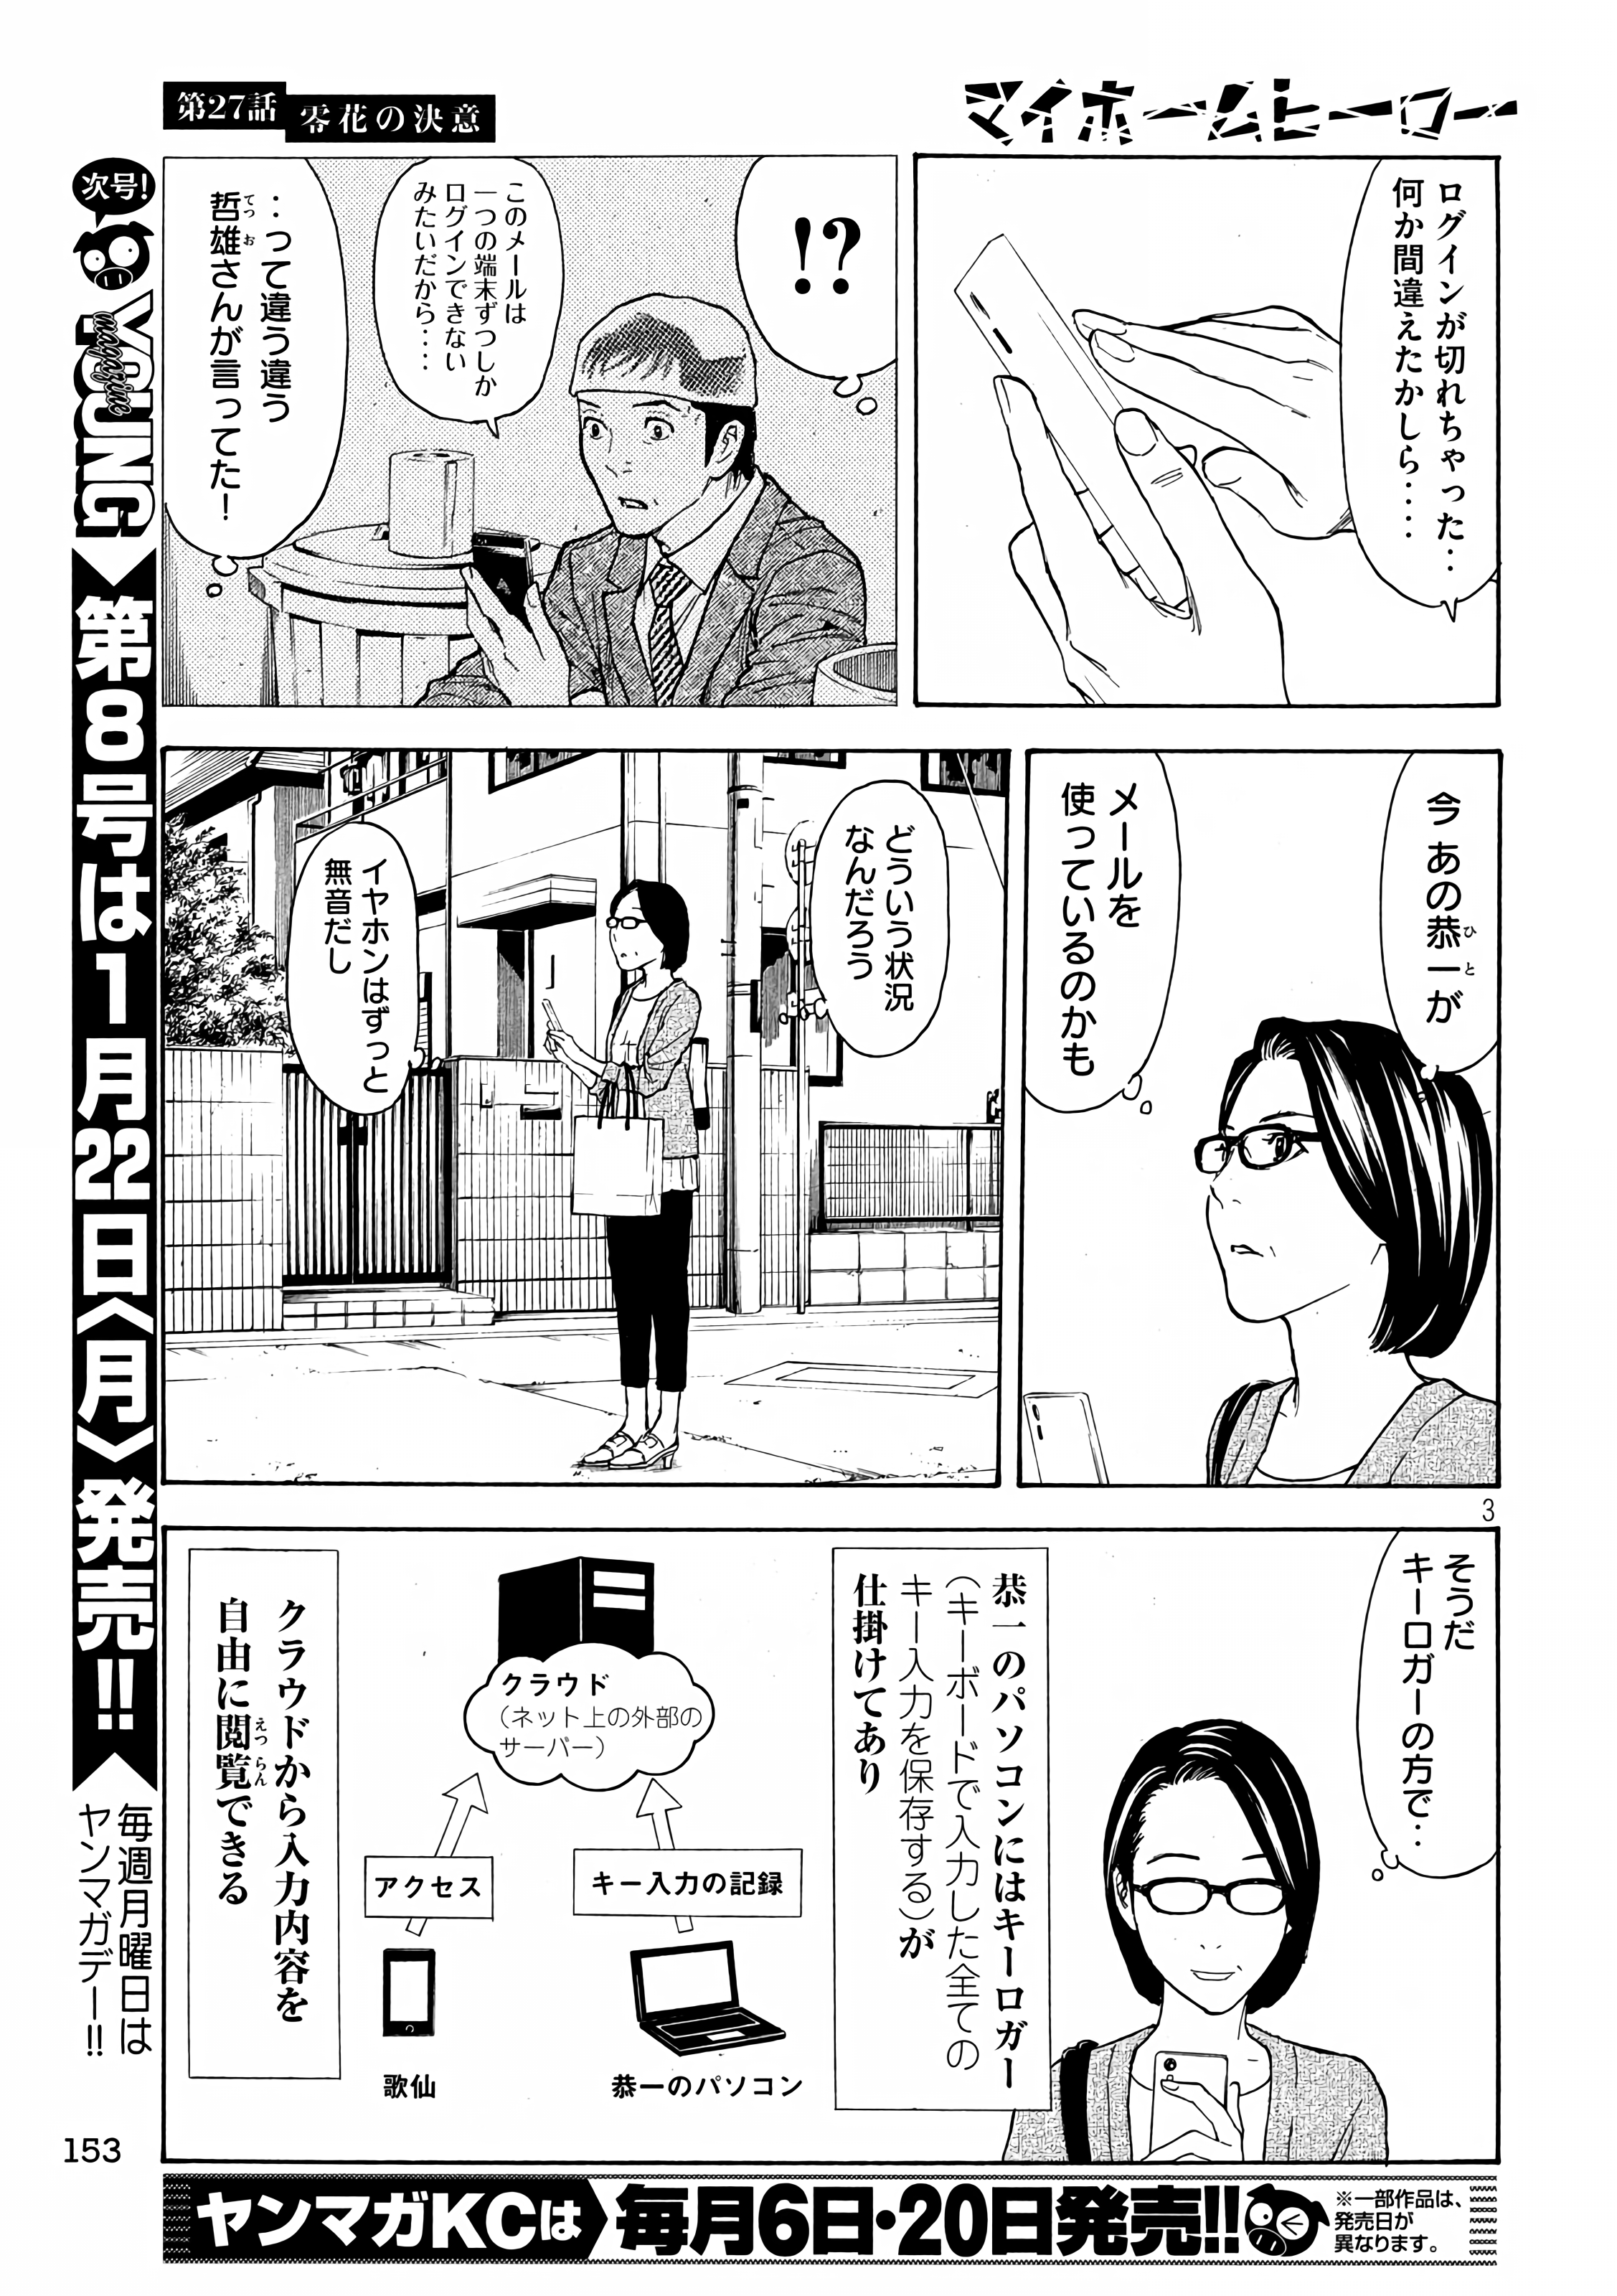 第27話
零花の決意
マイホームヒーロー
ログインが切れちゃった‥
何か間違えたかしら‥‥
!?
このメールは
一つの端末ずつしか
ログインできない
みたいだから‥‥
‥って違う違う
哲雄さんが言ってた!
てつ お
今 あの恭一が
ひと
メールを
使っているのかも
どういう状況
なんだろう
イヤホンはずっと
無音だし
3
そうだ
キーロガーの方で‥
恭一のパソコンにはキーロガー
(キーボードで入力した全ての
キー入力を保存する)が
仕掛けてあり
クラウド
(ネット上の外部の
サーバー)
アクセス
キー入力の記録
歌仙
恭一のパソコン
クラウドから入力内容を
自由に閲覧できる
えつらん
次号!
YOUNG
magazine
第8号は1月22日〈月〉発売!!
毎週月曜日は
ヤンマガデー!!
153
ヤンマガKCは
毎月6日・20日発売!!
※一部作品は、
発売日が
異なります。